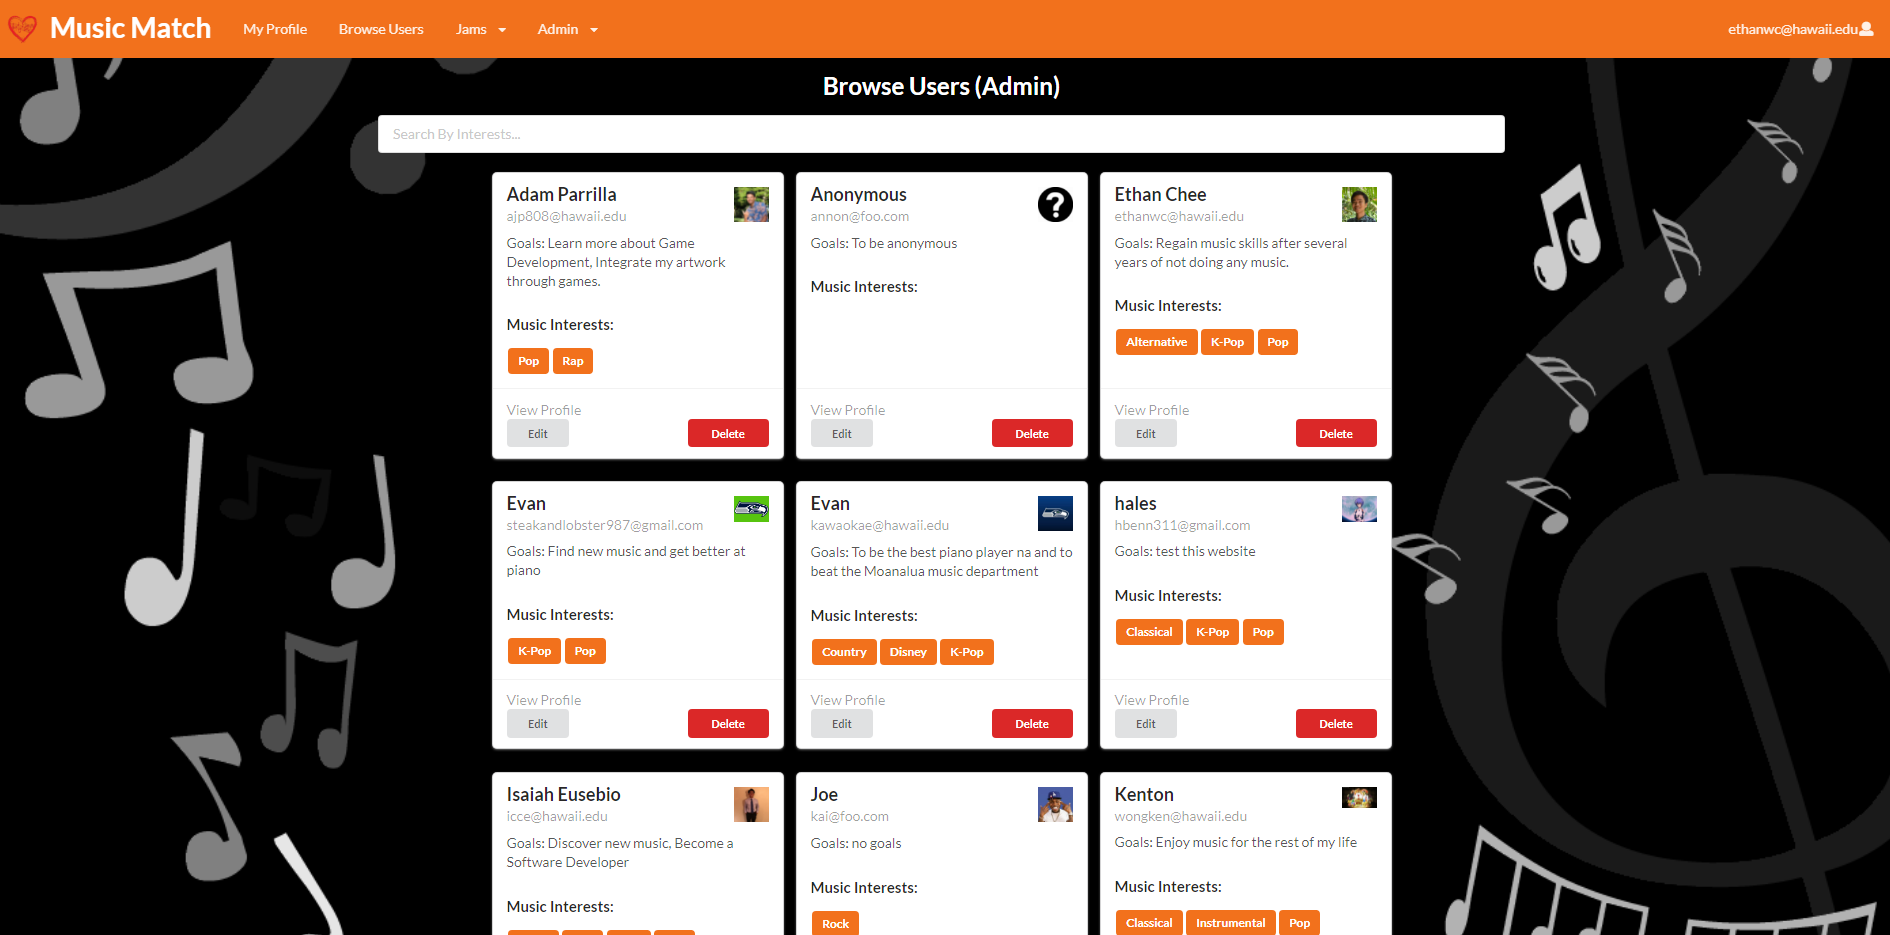 Music Match My Profile Browse Users Jams Admin ethanwc@hawaii.edu
Browse Users (Admin)
Search By Interests...
Adam Parrilla
ajp808@hawaii.edu
Goals: Learn more about Game
Development, Integrate my artwork
through games.
Music Interests:
Pop Rap
View Profile
Edit Delete
Anonymous
annon@foo.com
Goals: To be anonymous
Music Interests:
View Profile
Edit Delete
Ethan Chee
ethanwc@hawaii.edu
Goals: Regain music skills after several
years of not doing any music.
Music Interests:
Alternative K-Pop Pop
View Profile
Edit Delete
Evan
steakandlobster987@gmail.com
Goals: Find new music and get better at
piano
Music Interests:
K-Pop Pop
View Profile
Edit Delete
Evan
kawaokae@hawaii.edu
Goals: To be the best piano player na and to
beat the Moanalua music department
Music Interests:
Country Disney K-Pop
View Profile
Edit Delete
hales
hbenn311@gmail.com
Goals: test this website
Music Interests:
Classical K-Pop Pop
View Profile
Edit Delete
Isaiah Eusebio
icce@hawaii.edu
Goals: Discover new music, Become a
Software Developer
Music Interests:
Joe
kai@foo.com
Goals: no goals
Music Interests:
Rock
Kenton
wongken@hawaii.edu
Goals: Enjoy music for the rest of my life
Music Interests:
Classical Instrumental Pop